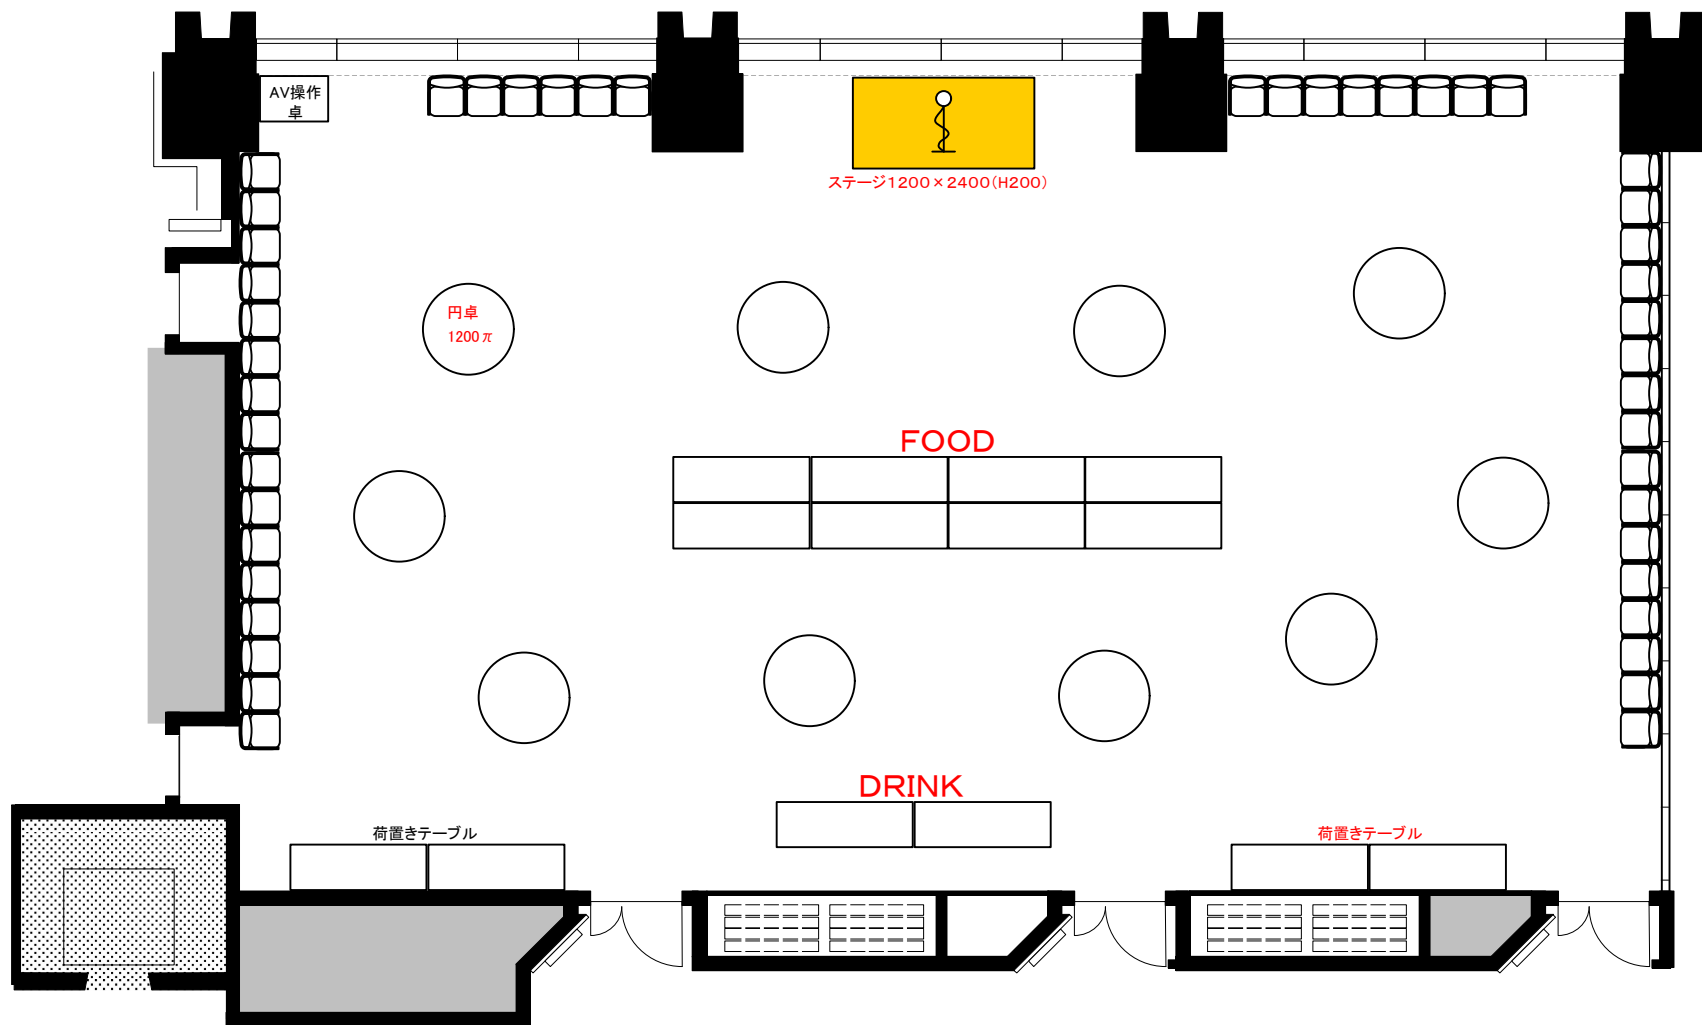 AV操作
卓
ステージ1200×2400(H200)
円卓
1200π
FOOD
DRINK
荷置きテーブル
荷置きテーブル